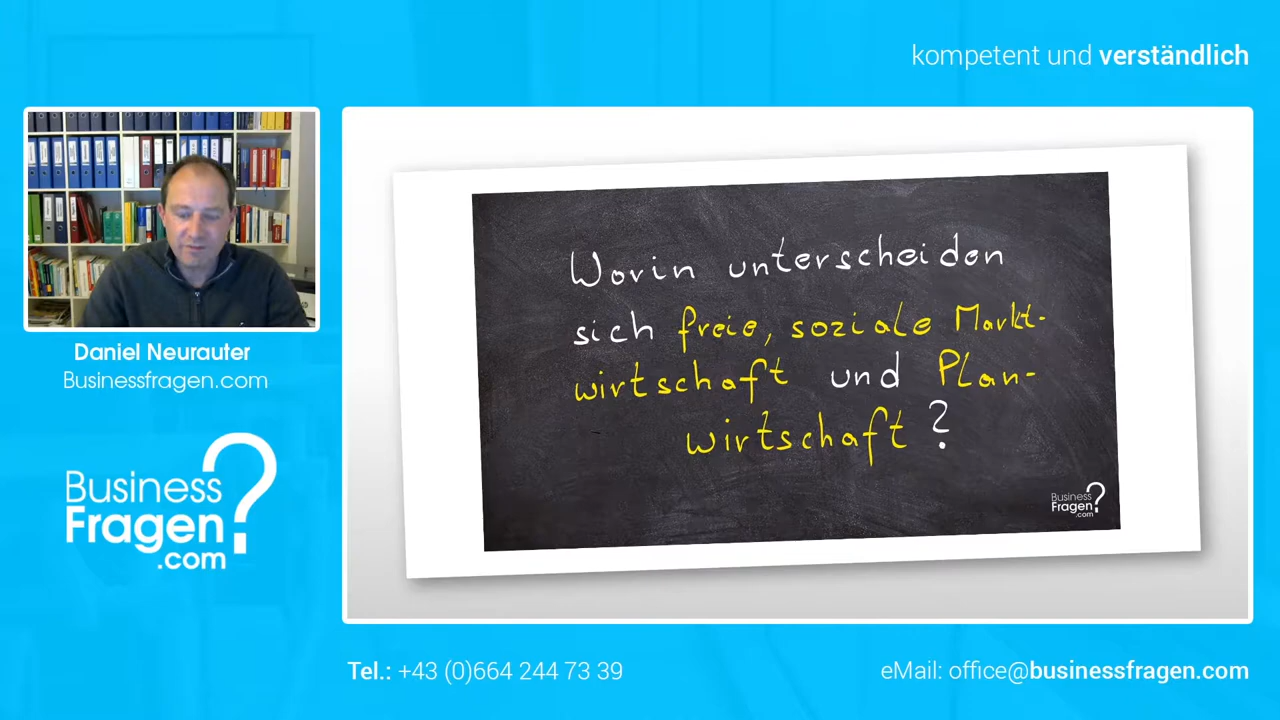 kompetent und verständlich
Daniel Neurauter
Businessfragen.com
Business
Fragen
.com
?
Worin unterscheiden
sich freie, soziale Markt-
wirtschaft und Plan-
wirtschaft?
Business
Fragen
.com
?
Tel.: +43 (0)664 244 73 39
eMail: office@businessfragen.com